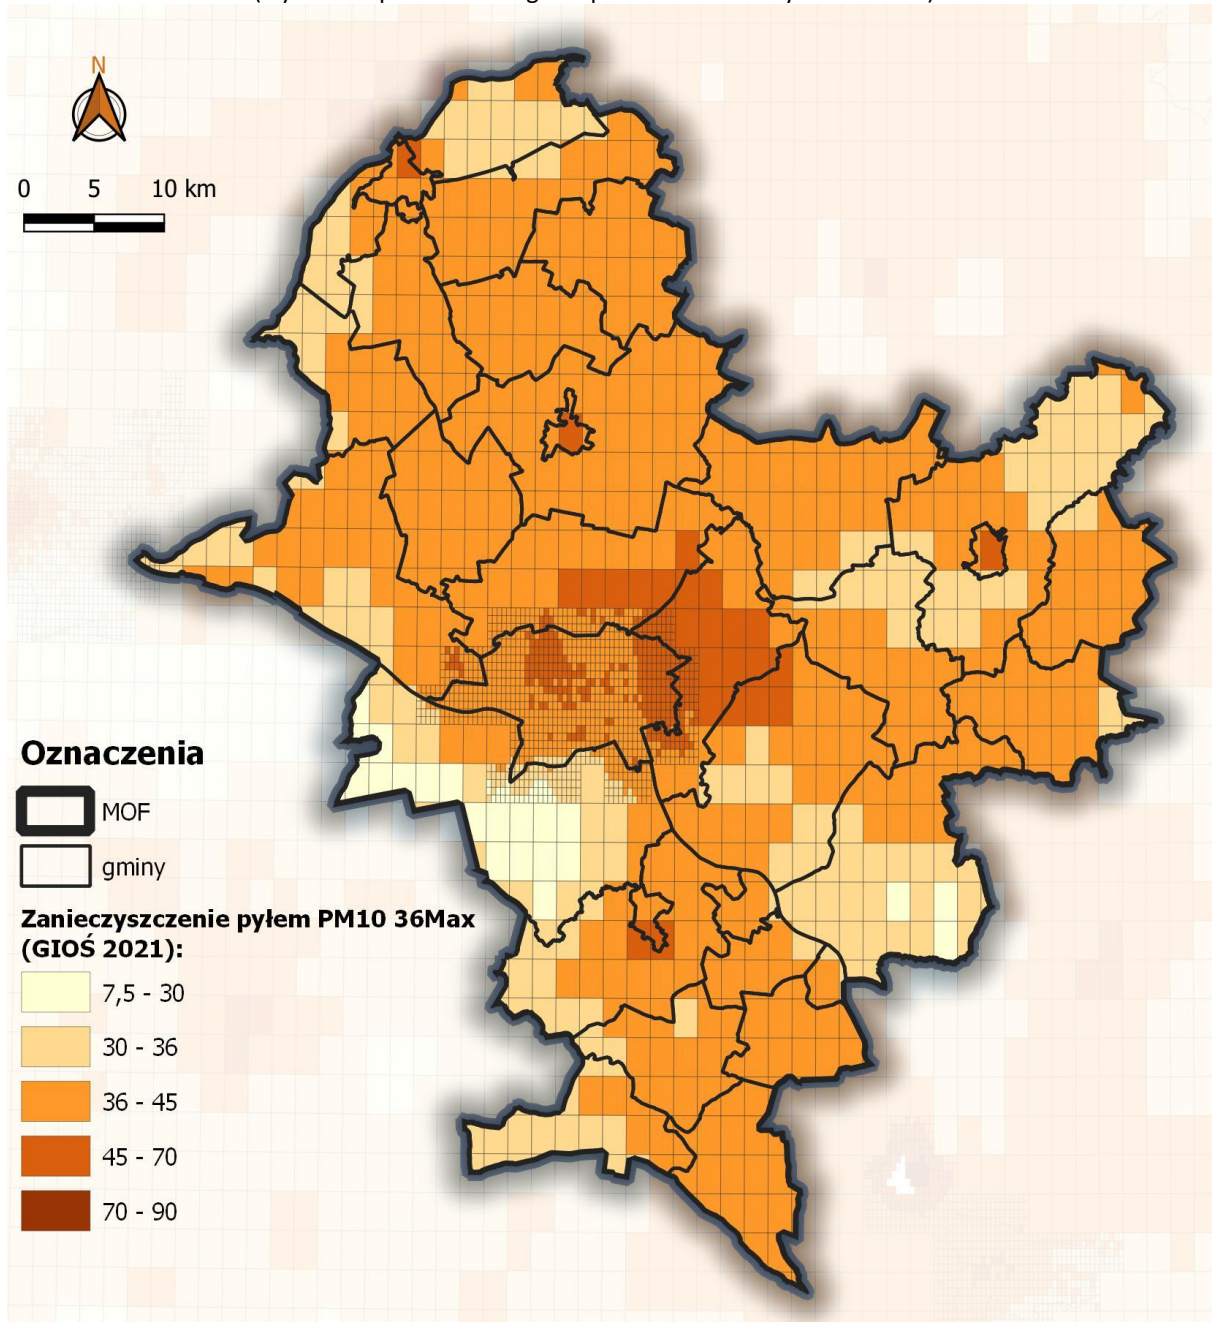 N
0 5 10 km
Oznaczenia
MOF
gminy
Zanieczyszczenie pyłem PM10 36Max
(GIOŚ 2021):
7,5 - 30
30 - 36
36 - 45
45 - 70
70 - 90